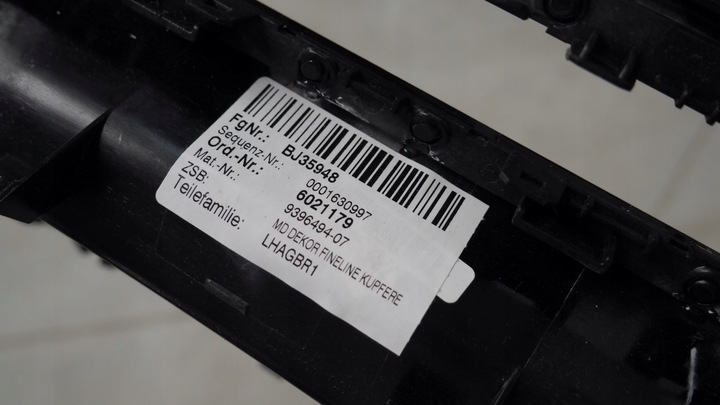 FgNr.: BJ35948
Sequenz-Nr.: 0001630997
Ord.-Nr.: 6021179
Mat.-Nr.: 9396494-07
ZSB: MD DEKOR FINELINE KUPFERE
Teilefamilie: LHAGBR1